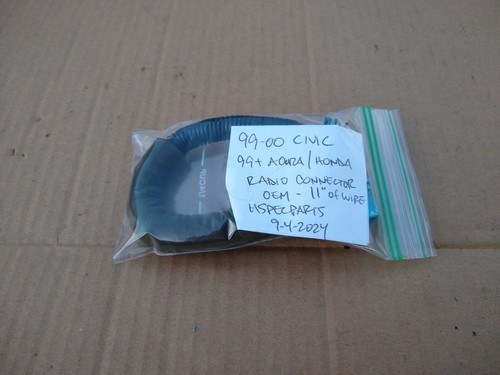 99-00 CIVIC
99+ ACURA/HONDA
RADIO CONNECTOR
OEM - 11" of WIRE
HSPECPARTS
9-4-2024